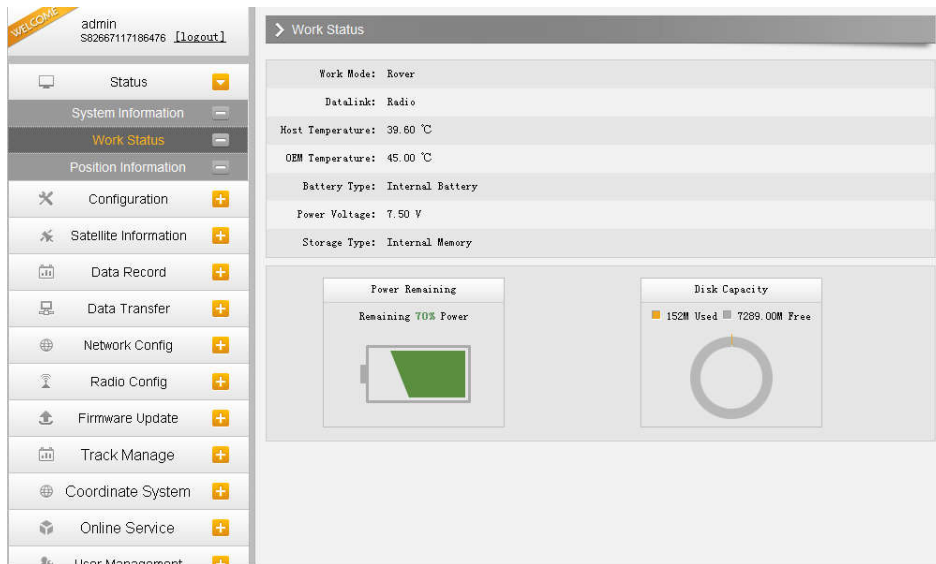 WELCOME
admin
S82667117186476 [logout]
Status
System Information
Work Status
Position Information
Configuration
Satellite Information
Data Record
Data Transfer
Network Config
Radio Config
Firmware Update
Track Manage
Coordinate System
Online Service
User Management
Work Status
Work Mode: Rover
Datalink: Radio
Host Temperature: 39.60 ℃
OEM Temperature: 45.00 ℃
Battery Type: Internal Battery
Power Voltage: 7.50 V
Storage Type: Internal Memory
Power Remaining
Remaining 70% Power
Disk Capacity
152M Used 7289.00M Free